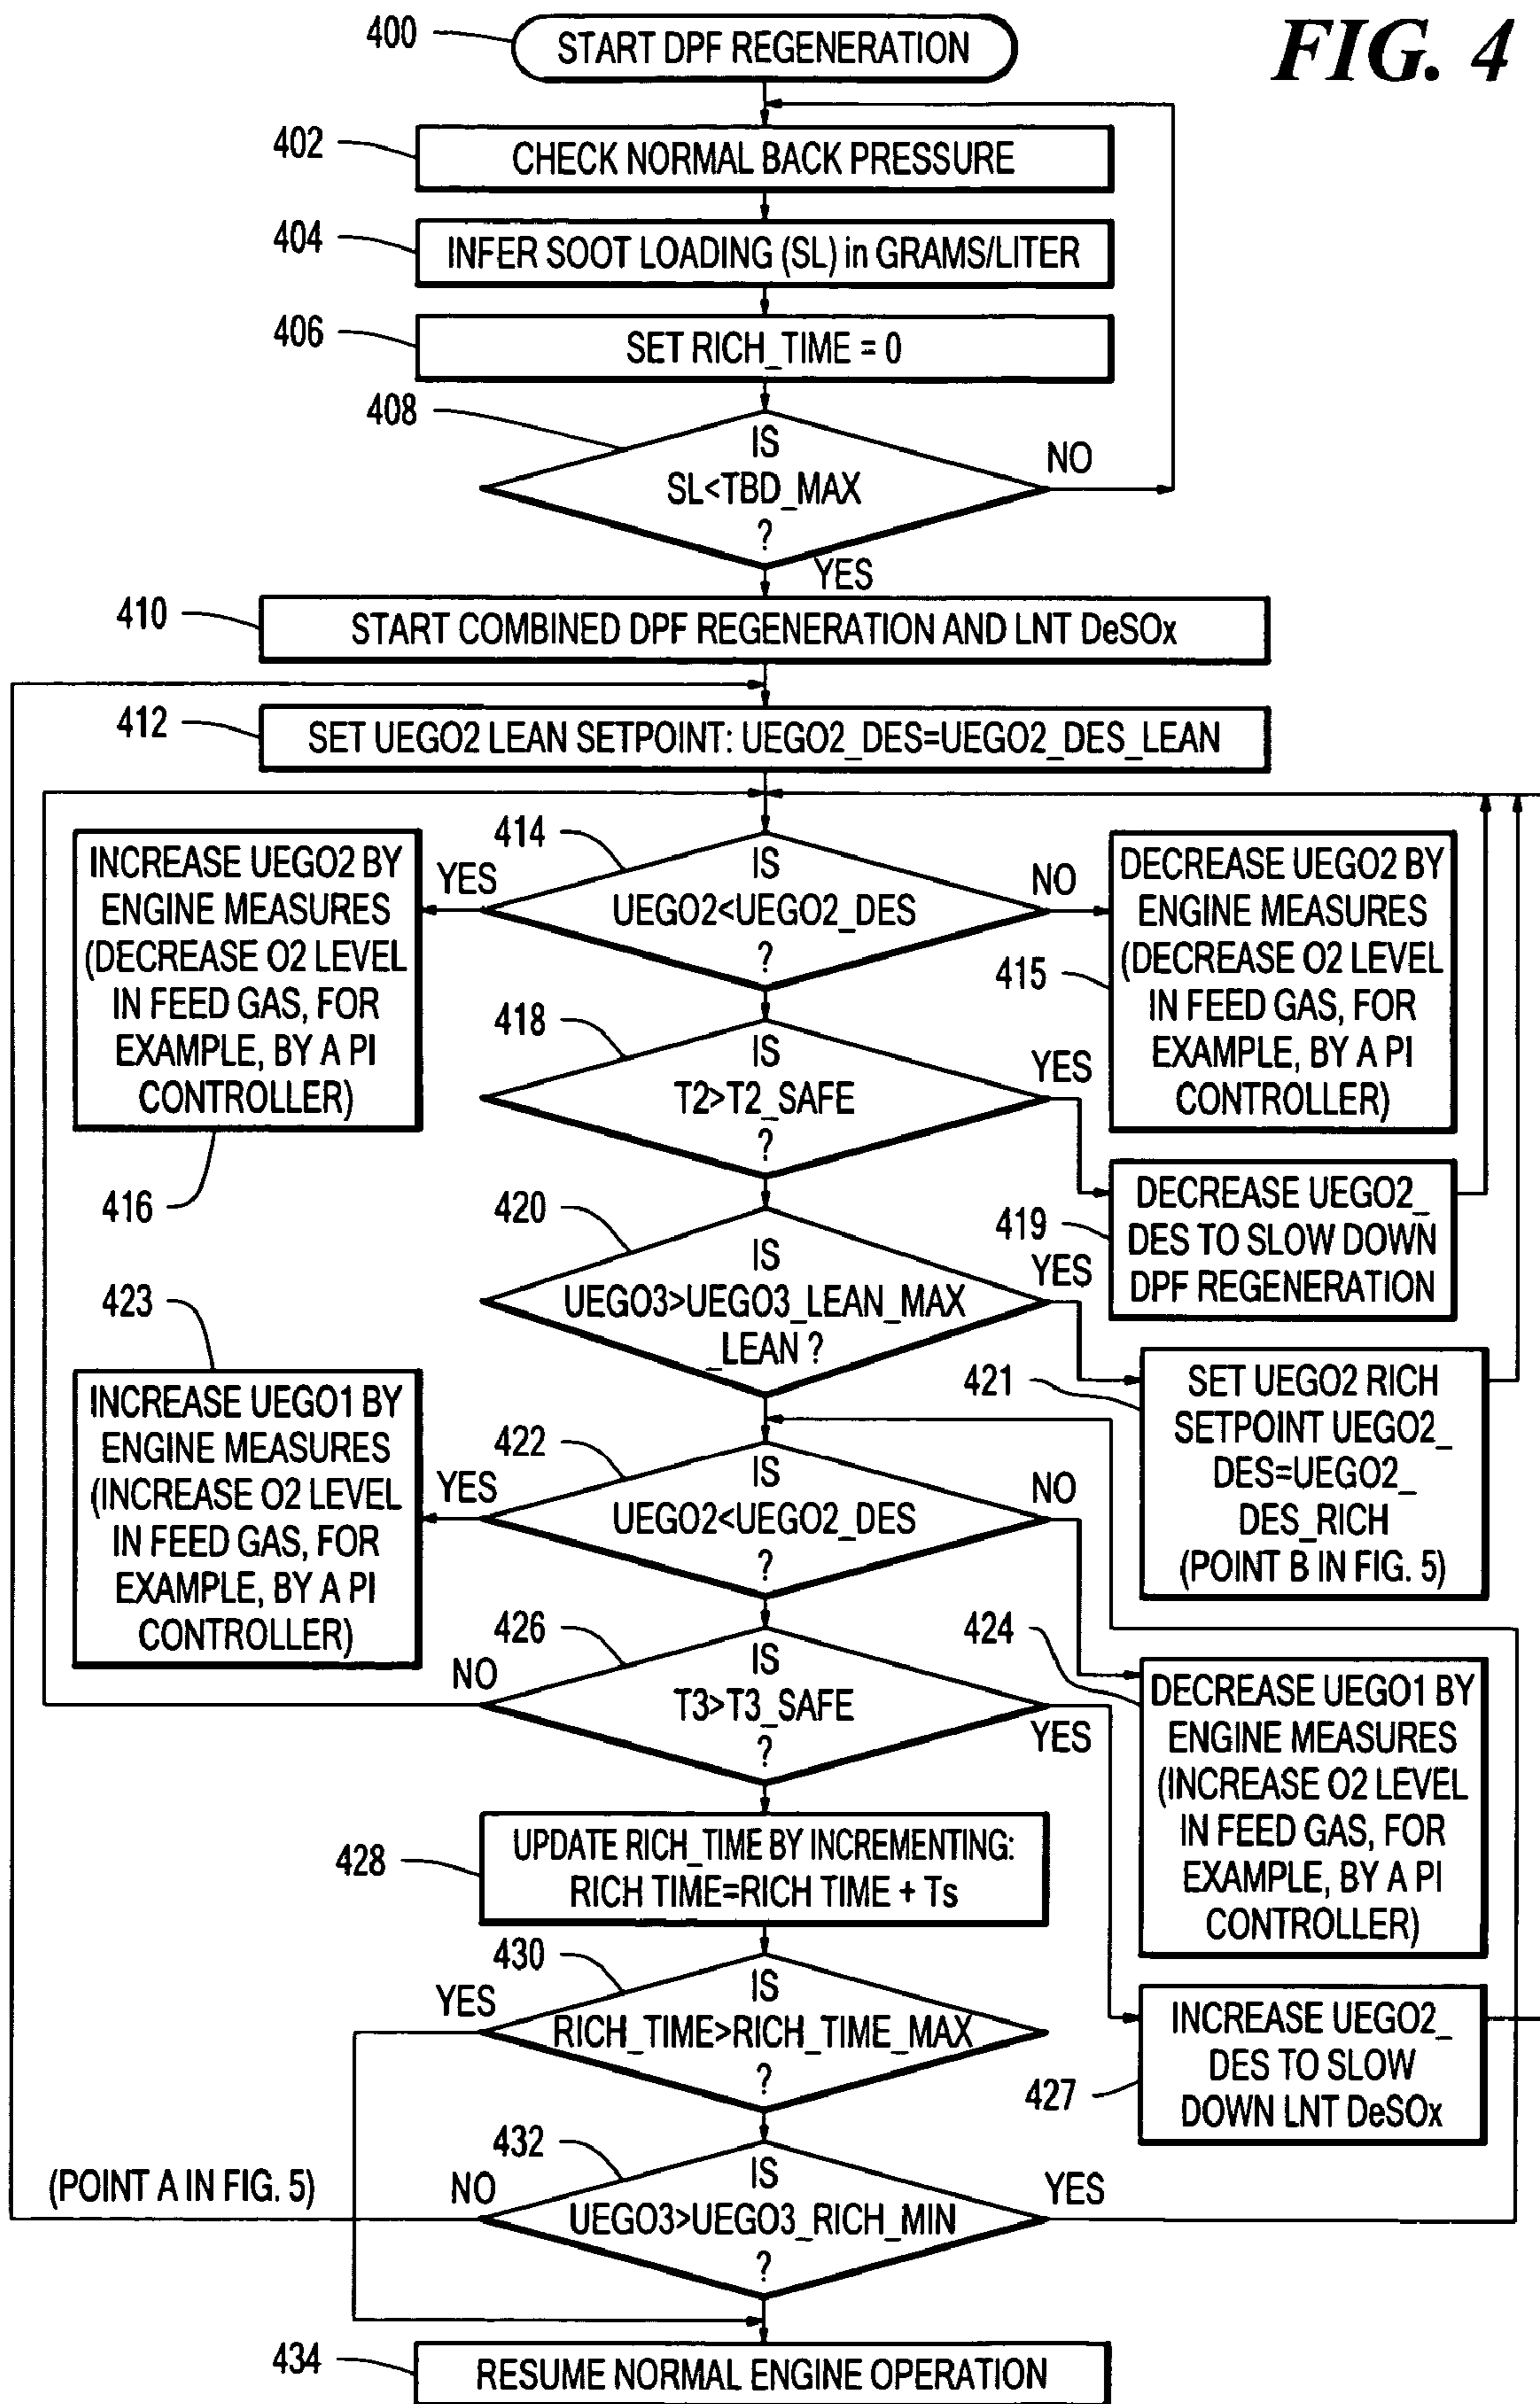 FIG. 4
400
START DPF REGENERATION
402
CHECK NORMAL BACK PRESSURE
404
INFER SOOT LOADING (SL) in GRAMS/LITER
406
SET RICH_TIME = 0
408
IS
SL<TBD_MAX
?
NO
YES
410
START COMBINED DPF REGENERATION AND LNT DeSOx
412
SET UEGO2 LEAN SETPOINT: UEGO2_DES=UEGO2_DES_LEAN
414
IS
UEGO2<UEGO2_DES
?
YES
NO
INCREASE UEGO2 BY
ENGINE MEASURES
(DECREASE O2 LEVEL
IN FEED GAS, FOR
EXAMPLE, BY A PI
CONTROLLER)
416
DECREASE UEGO2 BY
ENGINE MEASURES
(DECREASE O2 LEVEL
IN FEED GAS, FOR
EXAMPLE, BY A PI
CONTROLLER)
415
418
IS
T2>T2_SAFE
?
YES
419
DECREASE UEGO2_
DES TO SLOW DOWN
DPF REGENERATION
420
IS
UEGO3>UEGO3_LEAN_MAX
_LEAN ?
YES
421
SET UEGO2 RICH
SETPOINT UEGO2_
DES=UEGO2_
DES_RICH
(POINT B IN FIG. 5)
423
INCREASE UEGO1 BY
ENGINE MEASURES
(INCREASE O2 LEVEL
IN FEED GAS, FOR
EXAMPLE, BY A PI
CONTROLLER)
422
IS
UEGO2<UEGO2_DES
?
YES
NO
424
DECREASE UEGO1 BY
ENGINE MEASURES
(INCREASE O2 LEVEL
IN FEED GAS, FOR
EXAMPLE, BY A PI
CONTROLLER)
426
IS
T3>T3_SAFE
?
NO
YES
427
INCREASE UEGO2_
DES TO SLOW
DOWN LNT DeSOx
428
UPDATE RICH_TIME BY INCREMENTING:
RICH TIME=RICH TIME + Ts
430
IS
RICH_TIME>RICH_TIME_MAX
?
YES
432
IS
UEGO3>UEGO3_RICH_MIN
?
(POINT A IN FIG. 5)
NO
YES
434
RESUME NORMAL ENGINE OPERATION